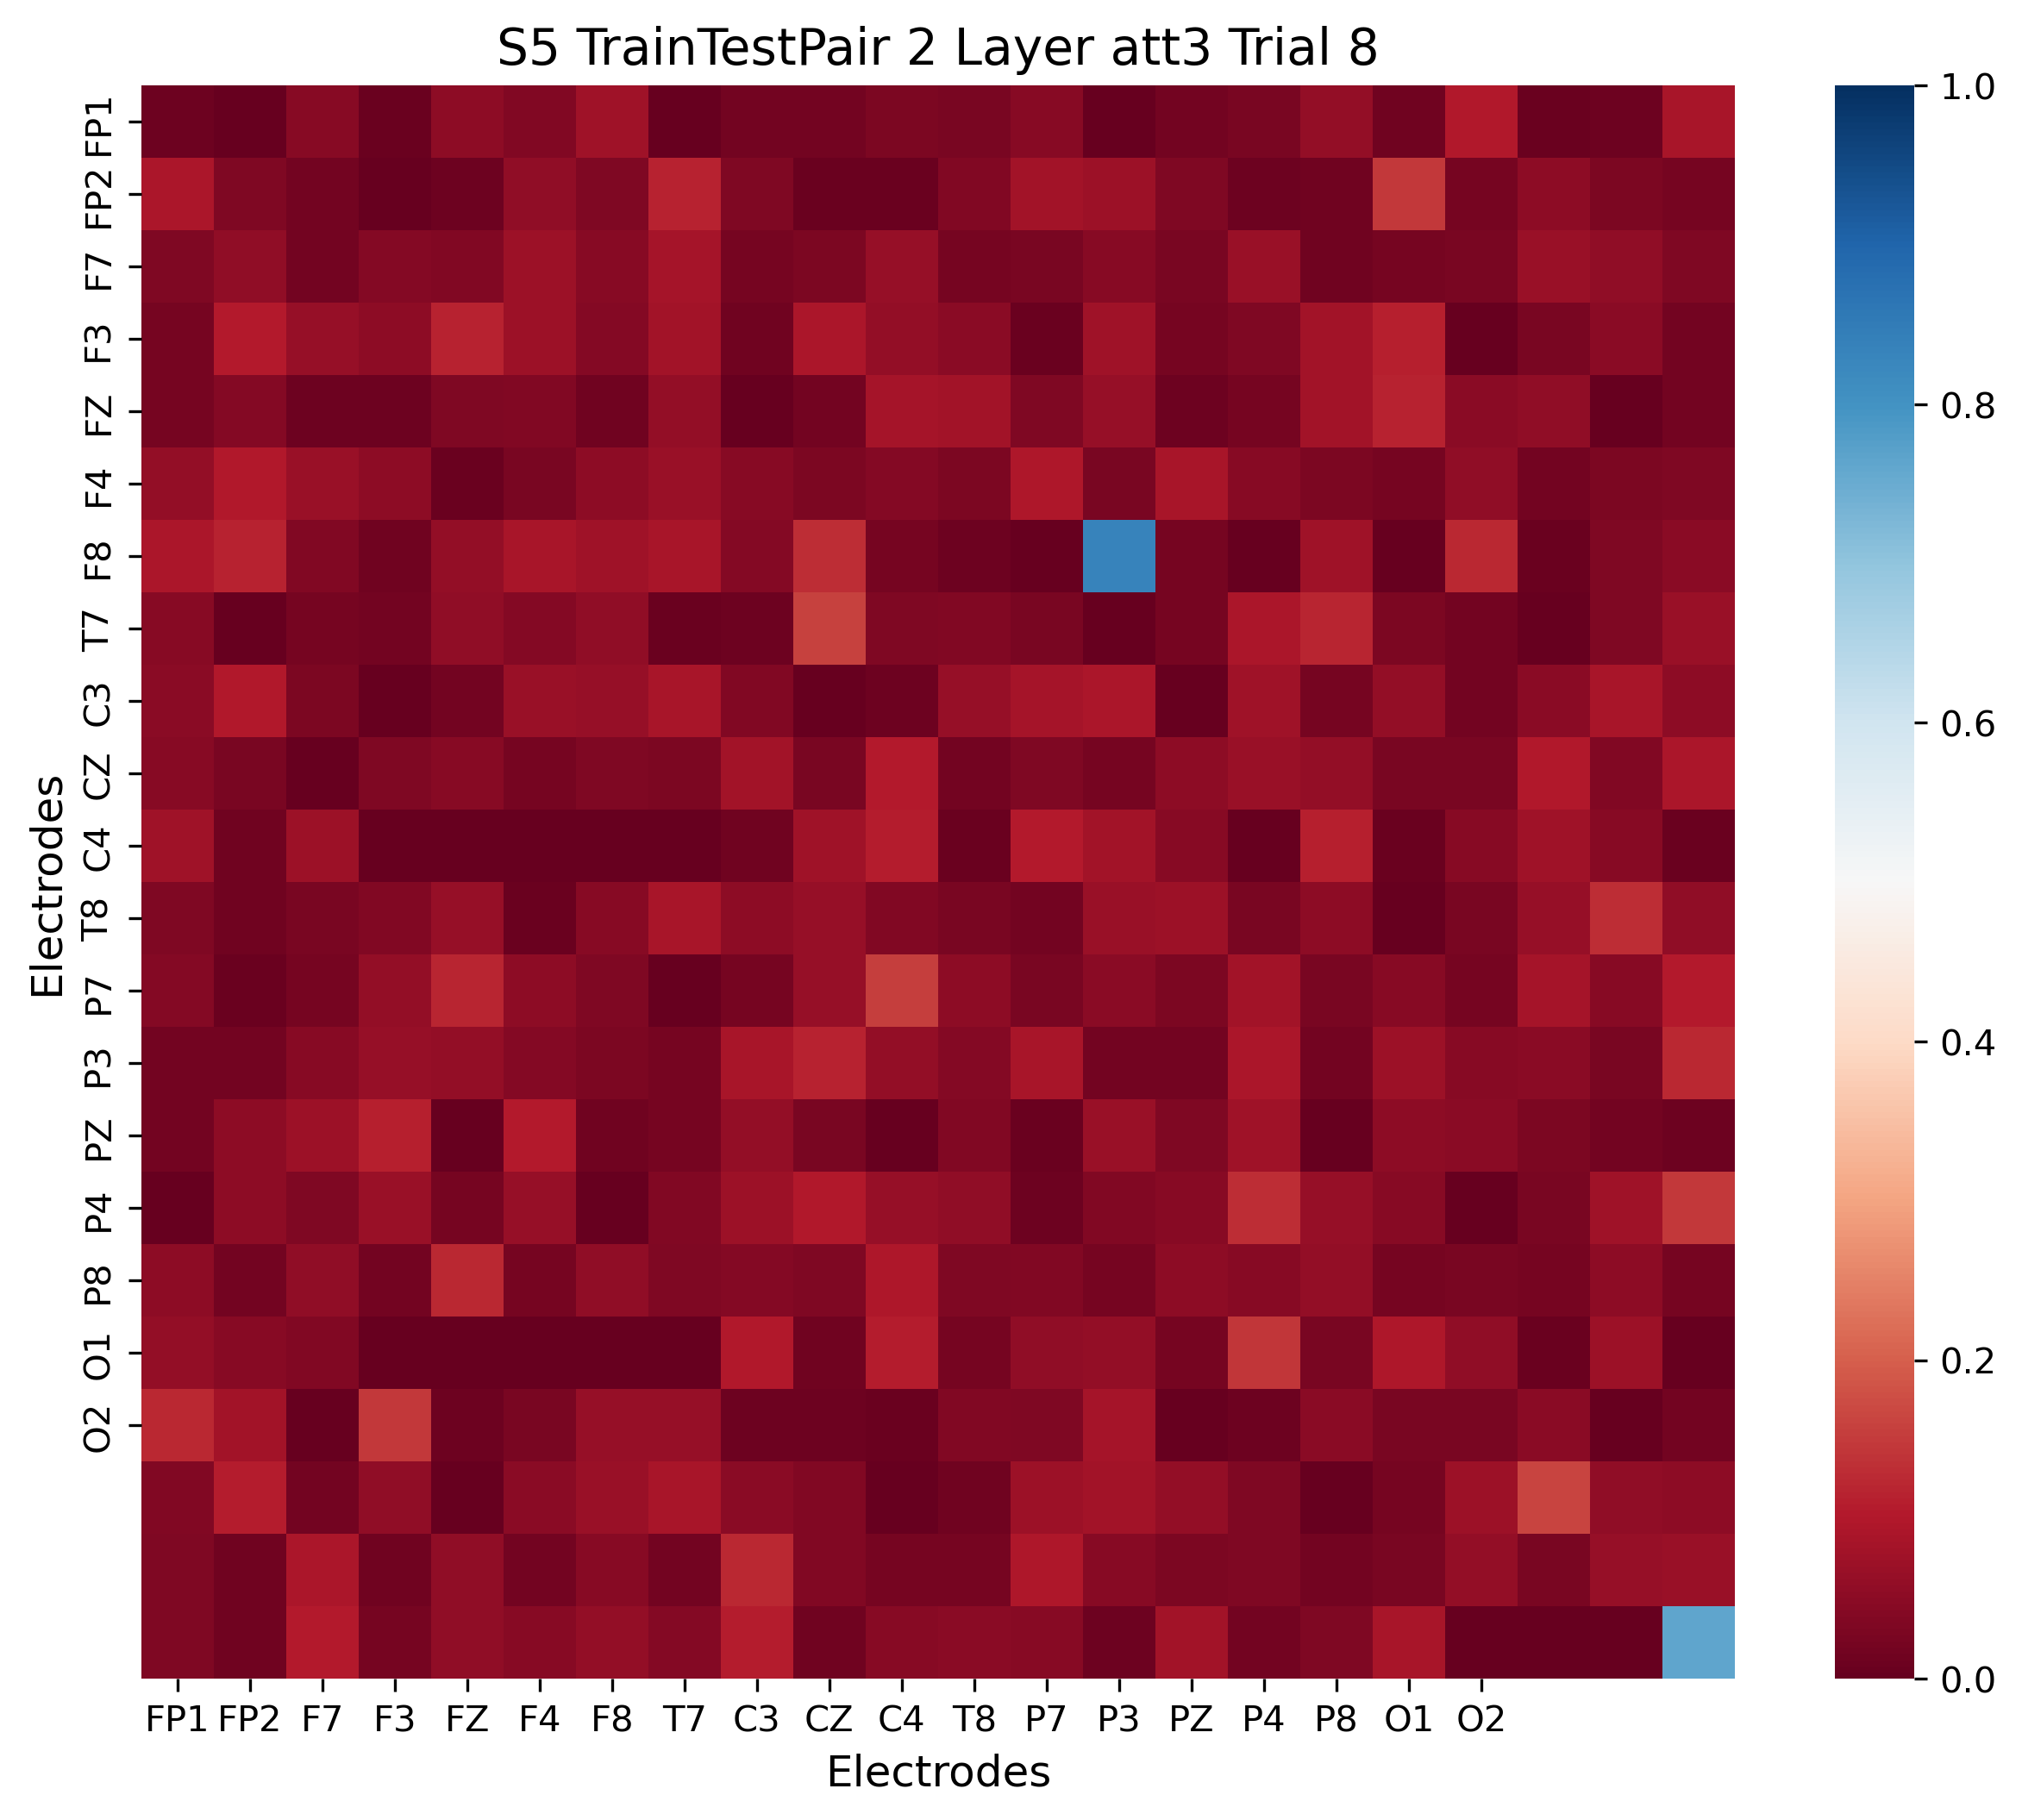 S5 TrainTestPair 2 Layer att3 Trial 8
Electrodes
FP1
FP2
F7
F3
FZ
F4
F8
T7
C3
CZ
C4
T8
P7
P3
PZ
P4
P8
O1
O2
FP1 FP2 F7 F3 FZ F4 F8 T7 C3 CZ C4 T8 P7 P3 PZ P4 P8 O1 O2
Electrodes
1.0
0.8
0.6
0.4
0.2
0.0